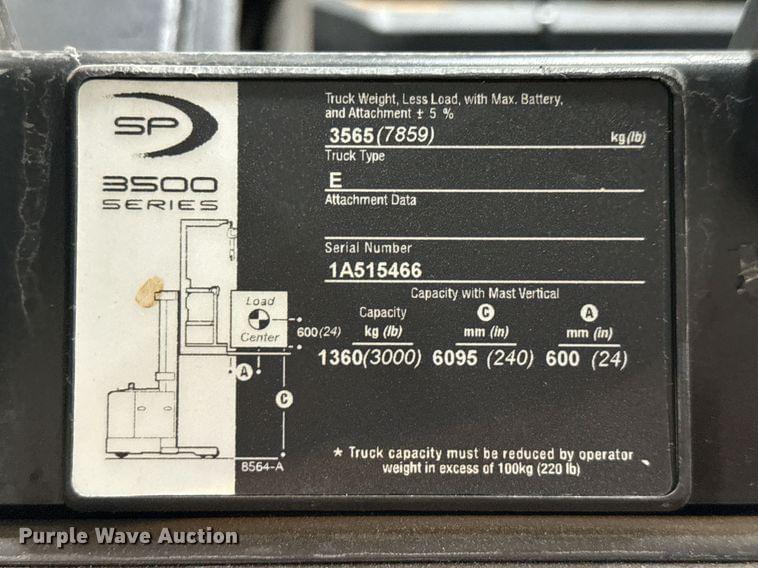 SP
3500
SERIES
Truck Weight, Less Load, with Max. Battery,
and Attachment ± 5 %
3565 (7859) kg (lb)
Truck Type
E
Attachment Data
Serial Number
1A515466
Capacity with Mast Vertical
Capacity C A
kg (lb) mm (in) mm (in)
1360 (3000) 6095 (240) 600 (24)
Load
Center
600 (24)
A
C
8564-A
* Truck capacity must be reduced by operator
weight in excess of 100kg (220 lb)
Purple Wave Auction